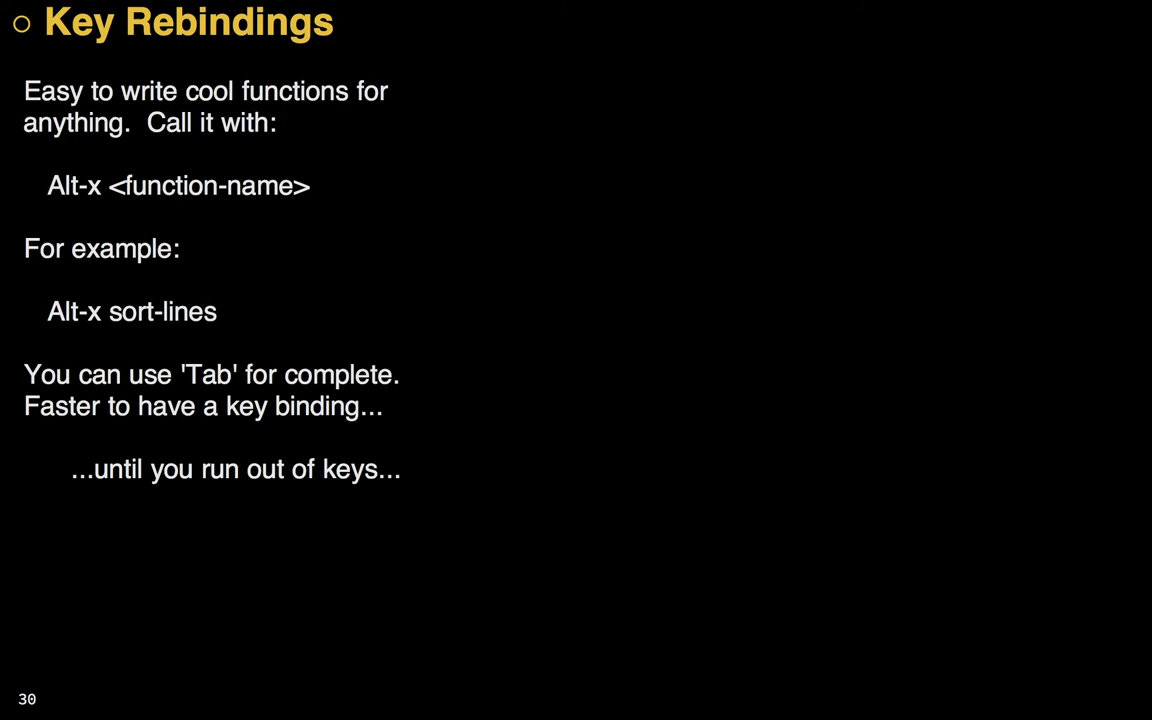 ○ Key Rebindings
Easy to write cool functions for
anything.  Call it with:
Alt-x <function-name>
For example:
Alt-x sort-lines
You can use 'Tab' for complete.
Faster to have a key binding...
...until you run out of keys...
30